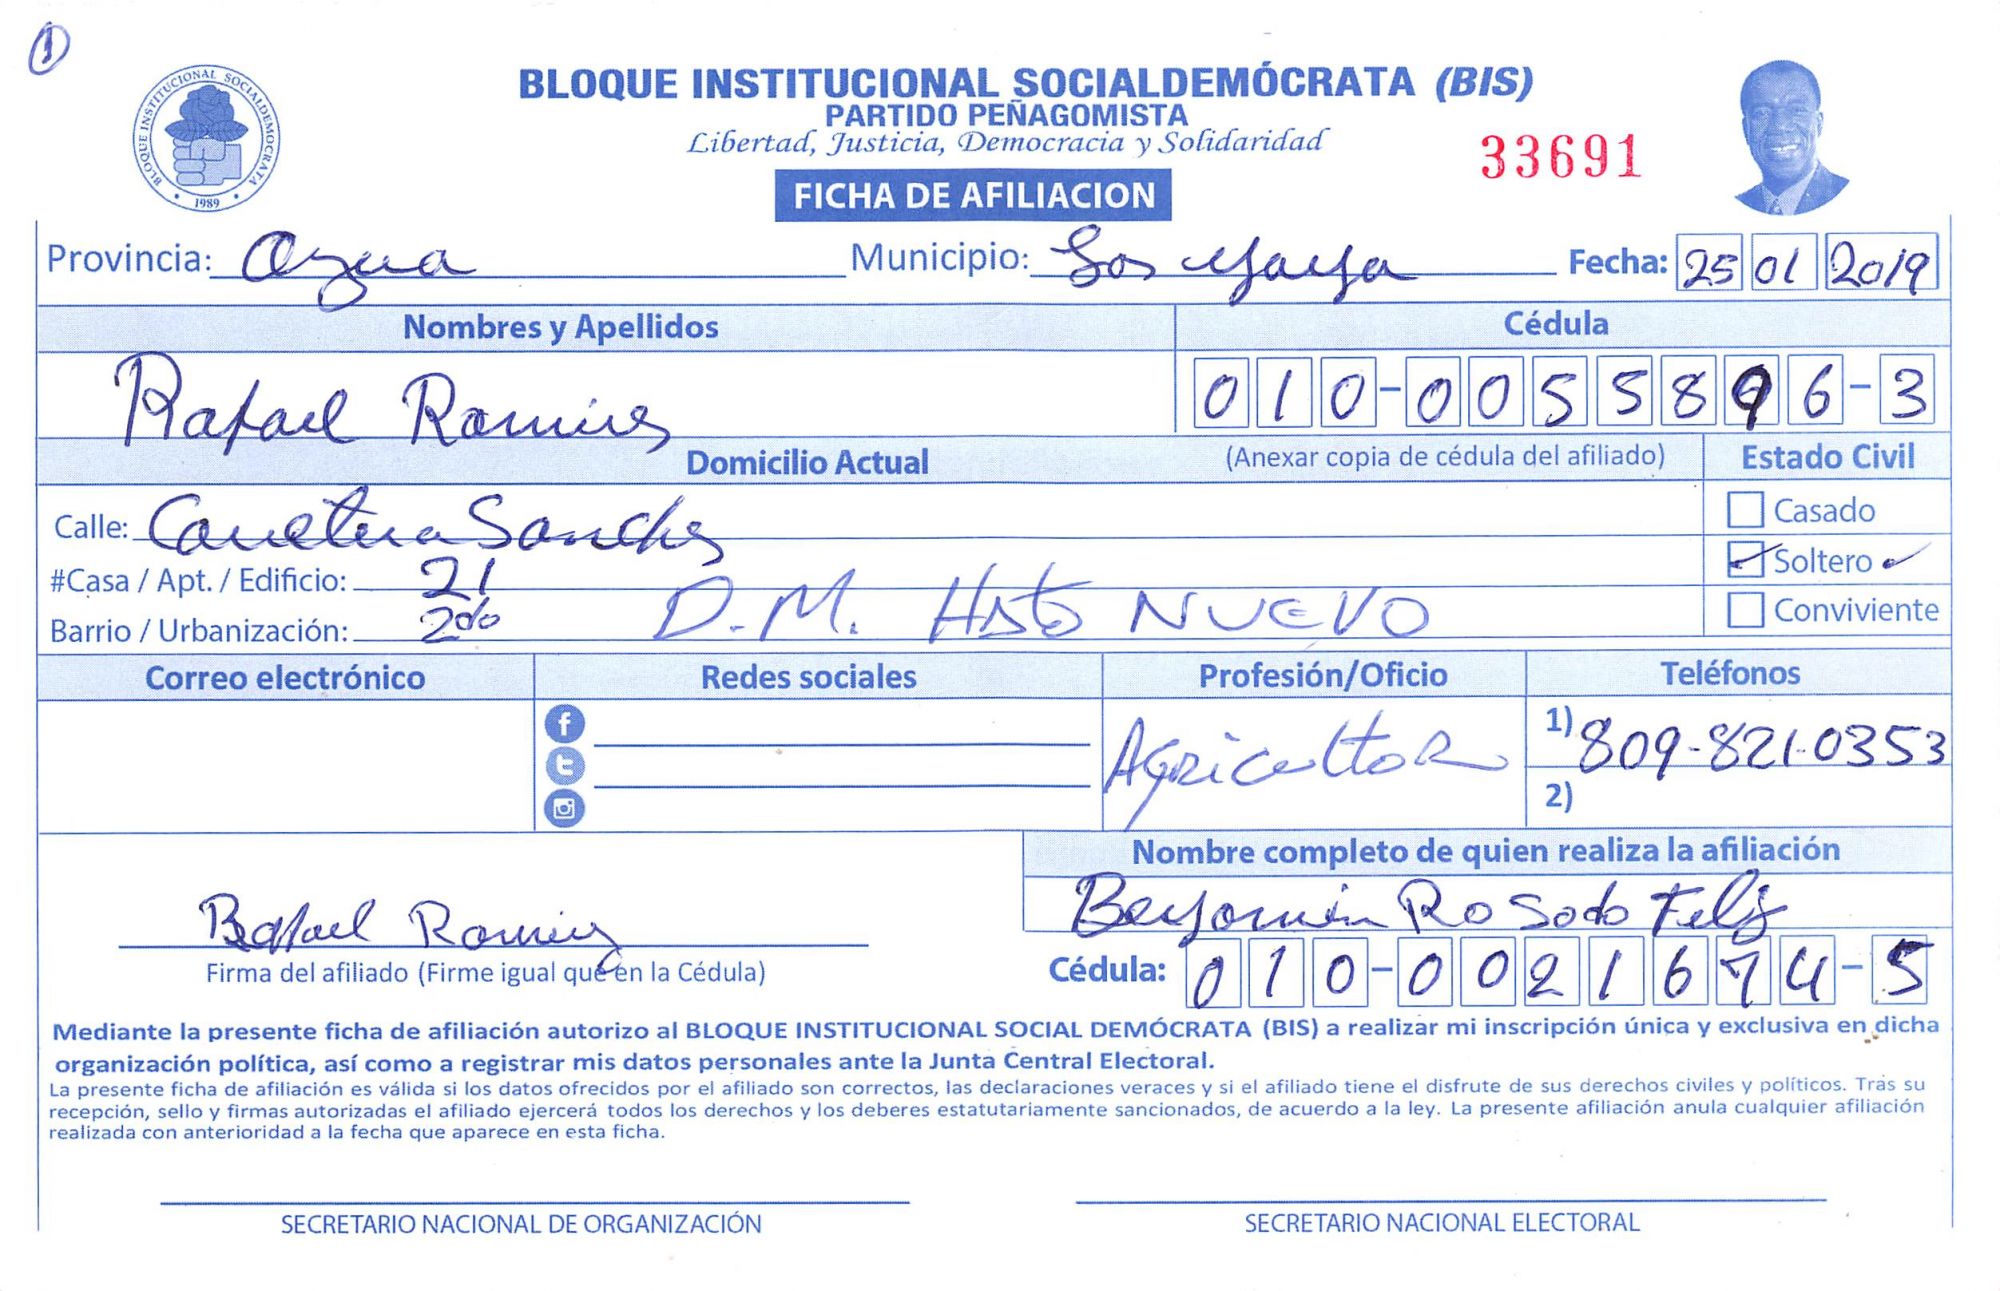 1
BLOQUE INSTITUCIONAL SOCIALDEMOCRATA
1989
BLOQUE INSTITUCIONAL SOCIALDEMÓCRATA (BIS)
PARTIDO PEÑAGOMISTA
Libertad, Justicia, Democracia y Solidaridad
33691
FICHA DE AFILIACION
Provincia: Azua Municipio: Los Yaya Fecha: 25 01 2019
Nombres y Apellidos Cédula
Rafael Ramirez 010-0055896-3
Domicilio Actual (Anexar copia de cédula del afiliado) Estado Civil
Calle: Carretera Sanchez Casado
#Casa / Apt. / Edificio: 21 Soltero
Barrio / Urbanización: 2do D.M. Hato NUEVO Conviviente
Correo electrónico Redes sociales Profesión/Oficio Teléfonos
Agricultor 1) 809-821-0353
2)
Nombre completo de quien realiza la afiliación
Rafael Ramirez Benjamin Rosado Feliz
Firma del afiliado (Firme igual que en la Cédula) Cédula: 010-0021674-5
Mediante la presente ficha de afiliación autorizo al BLOQUE INSTITUCIONAL SOCIAL DEMÓCRATA (BIS) a realizar mi inscripción única y exclusiva en dicha
organización política, así como a registrar mis datos personales ante la Junta Central Electoral.
La presente ficha de afiliación es válida si los datos ofrecidos por el afiliado son correctos, las declaraciones veraces y si el afiliado tiene el disfrute de sus derechos civiles y políticos. Tras su
recepción, sello y firmas autorizadas el afiliado ejercerá todos los derechos y los deberes estatutariamente sancionados, de acuerdo a la ley. La presente afiliación anula cualquier afiliación
realizada con anterioridad a la fecha que aparece en esta ficha.
SECRETARIO NACIONAL DE ORGANIZACIÓN SECRETARIO NACIONAL ELECTORAL